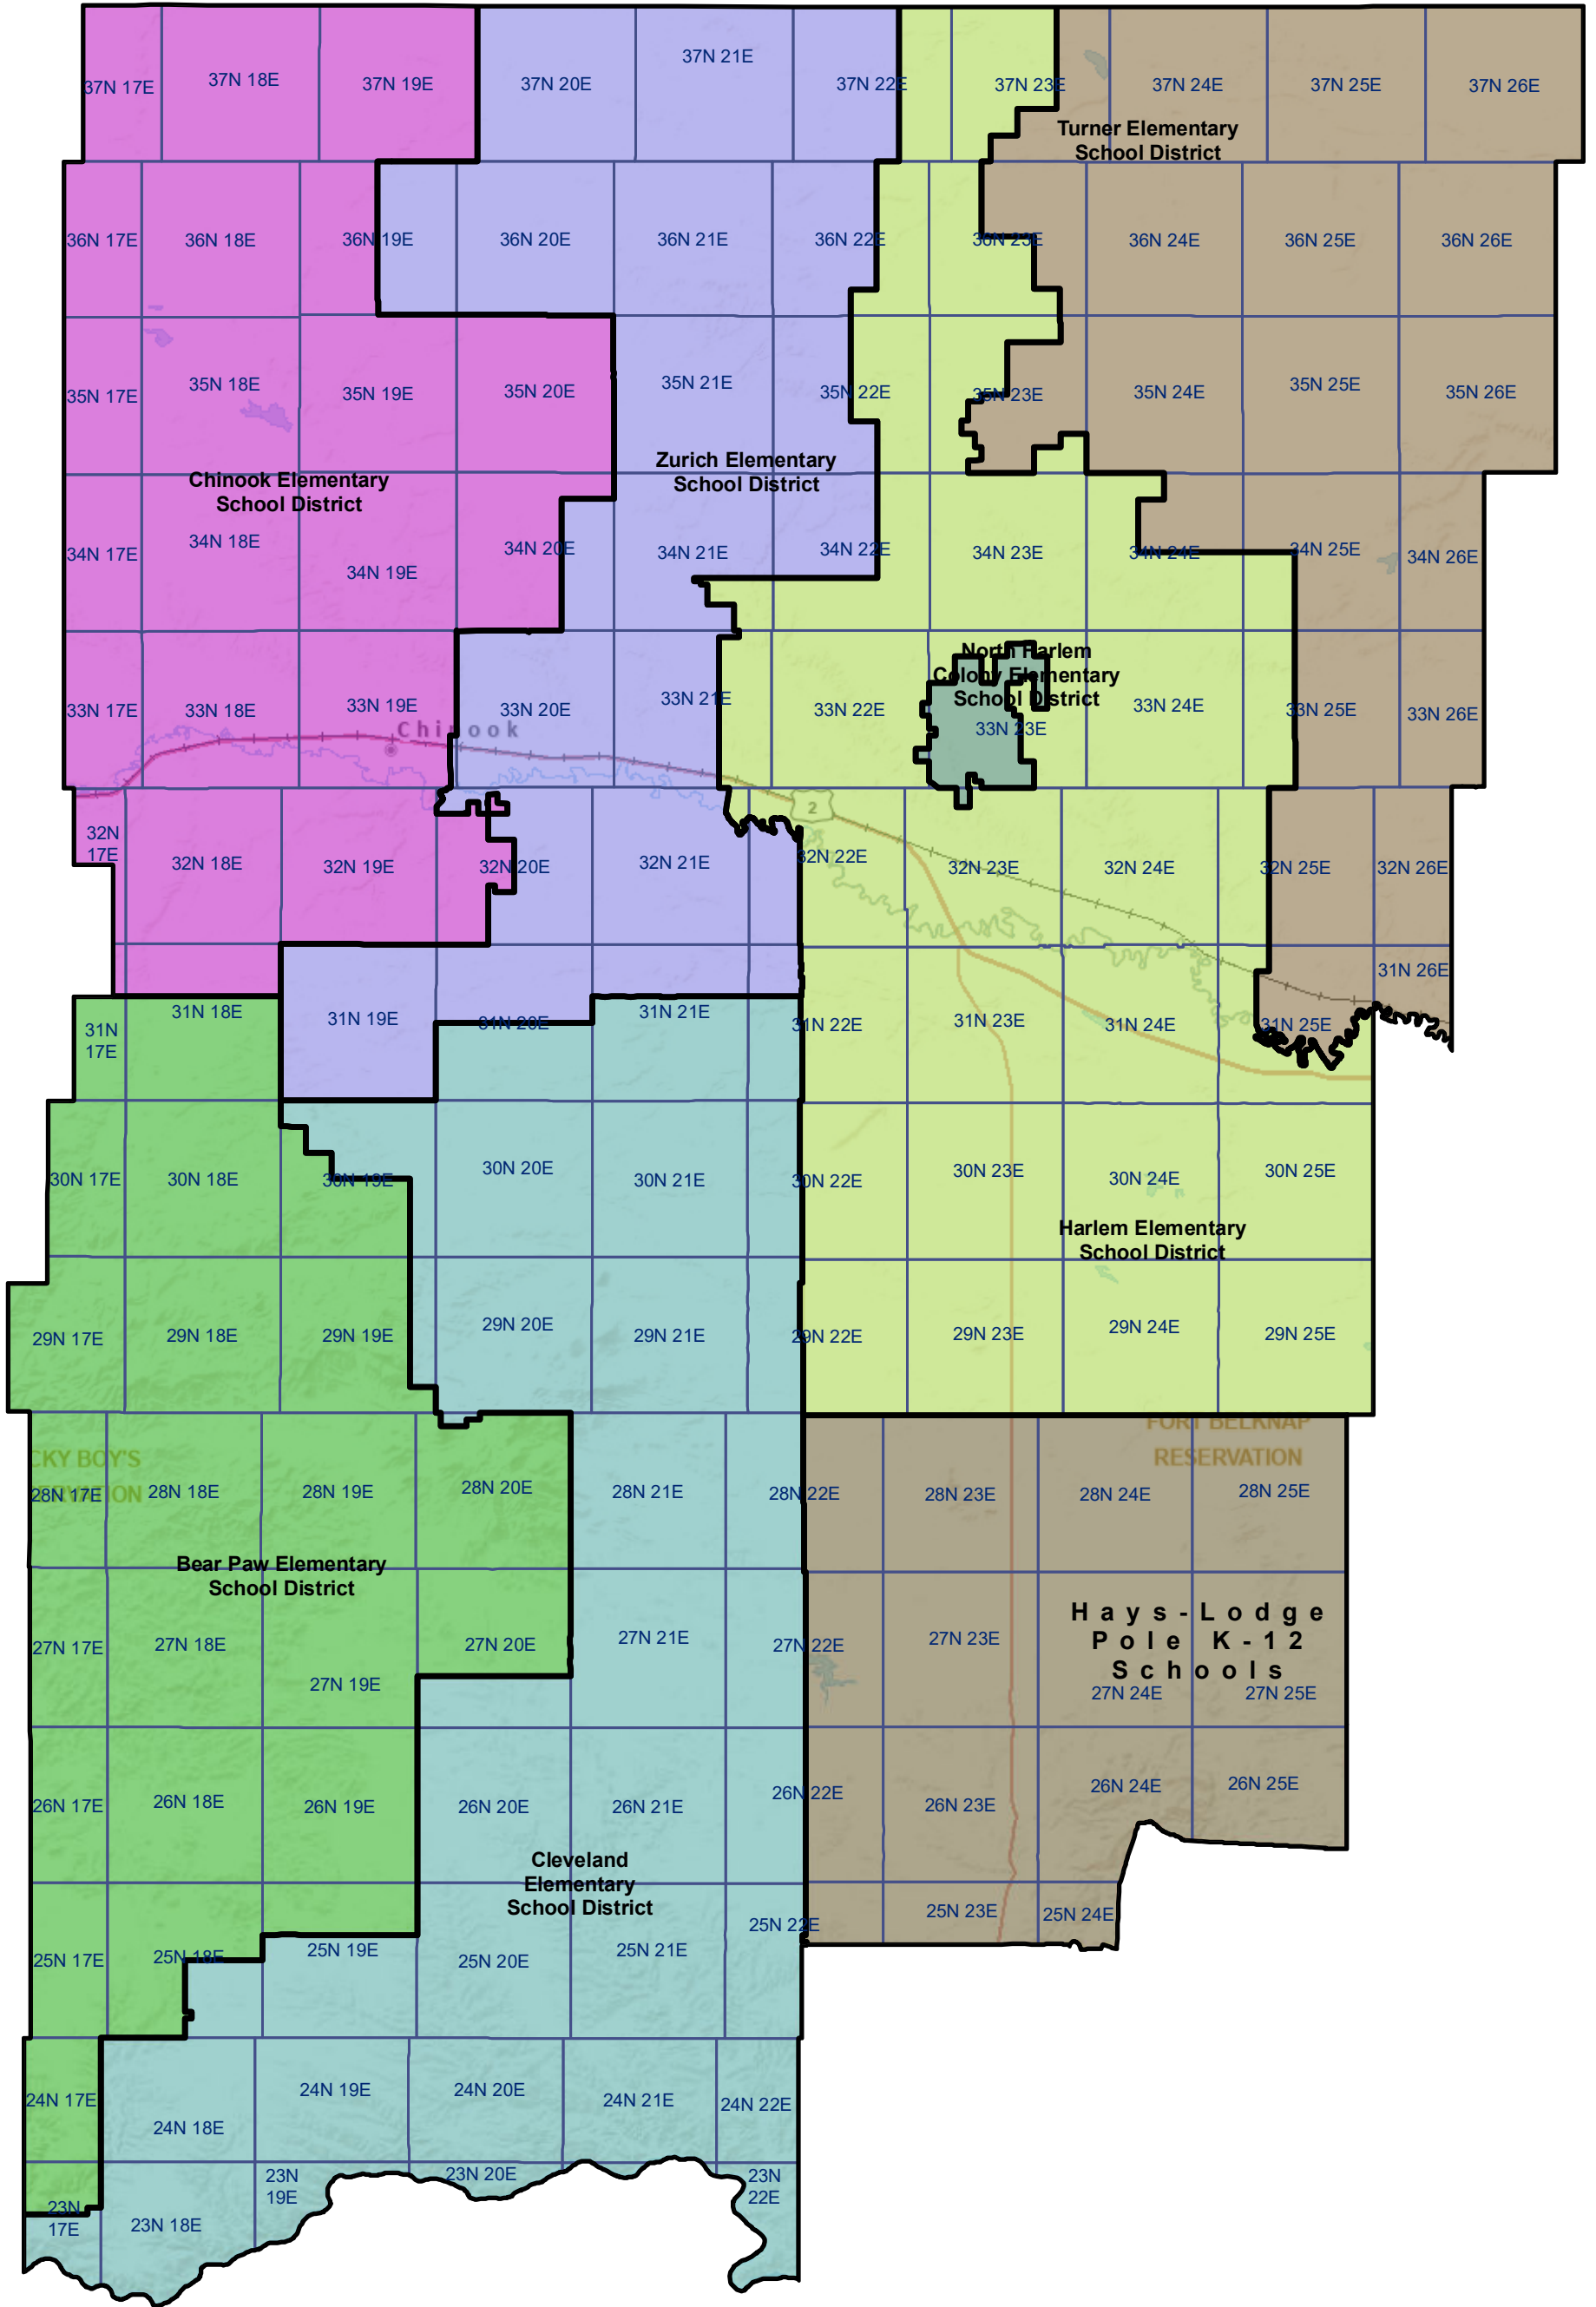 37N 17E
37N 18E
37N 19E
37N 20E
37N 21E
37N 22E
37N 23E
37N 24E
37N 25E
37N 26E
Turner Elementary
School District
36N 17E
36N 18E
36N 19E
36N 20E
36N 21E
36N 22E
36N 23E
36N 24E
36N 25E
36N 26E
35N 17E
35N 18E
35N 19E
35N 20E
35N 21E
35N 22E
35N 23E
35N 24E
35N 25E
35N 26E
Chinook Elementary
School District
Zurich Elementary
School District
34N 17E
34N 18E
34N 19E
34N 20E
34N 21E
34N 22E
34N 23E
34N 24E
34N 25E
34N 26E
North Harlem
Colony Elementary
School District
33N 17E
33N 18E
33N 19E
33N 20E
33N 21E
33N 22E
33N 23E
33N 24E
33N 25E
33N 26E
Chinook
2
32N
17E
32N 18E
32N 19E
32N 20E
32N 21E
32N 22E
32N 23E
32N 24E
32N 25E
32N 26E
31N
17E
31N 18E
31N 19E
31N 20E
31N 21E
31N 22E
31N 23E
31N 24E
31N 25E
31N 26E
30N 17E
30N 18E
30N 19E
30N 20E
30N 21E
30N 22E
30N 23E
30N 24E
30N 25E
Harlem Elementary
School District
29N 17E
29N 18E
29N 19E
29N 20E
29N 21E
29N 22E
29N 23E
29N 24E
29N 25E
CKY BOY'S
ERVATION
FORT BELKNAP
RESERVATION
28N 17E
28N 18E
28N 19E
28N 20E
28N 21E
28N 22E
28N 23E
28N 24E
28N 25E
Bear Paw Elementary
School District
Hays-Lodge
Pole K-12
Schools
27N 17E
27N 18E
27N 19E
27N 20E
27N 21E
27N 22E
27N 23E
27N 24E
27N 25E
26N 17E
26N 18E
26N 19E
26N 20E
26N 21E
26N 22E
26N 23E
26N 24E
26N 25E
Cleveland
Elementary
School District
25N 17E
25N 18E
25N 19E
25N 20E
25N 21E
25N 22E
25N 23E
25N 24E
24N 17E
24N 18E
24N 19E
24N 20E
24N 21E
24N 22E
23N
17E
23N 18E
23N
19E
23N 20E
23N
22E